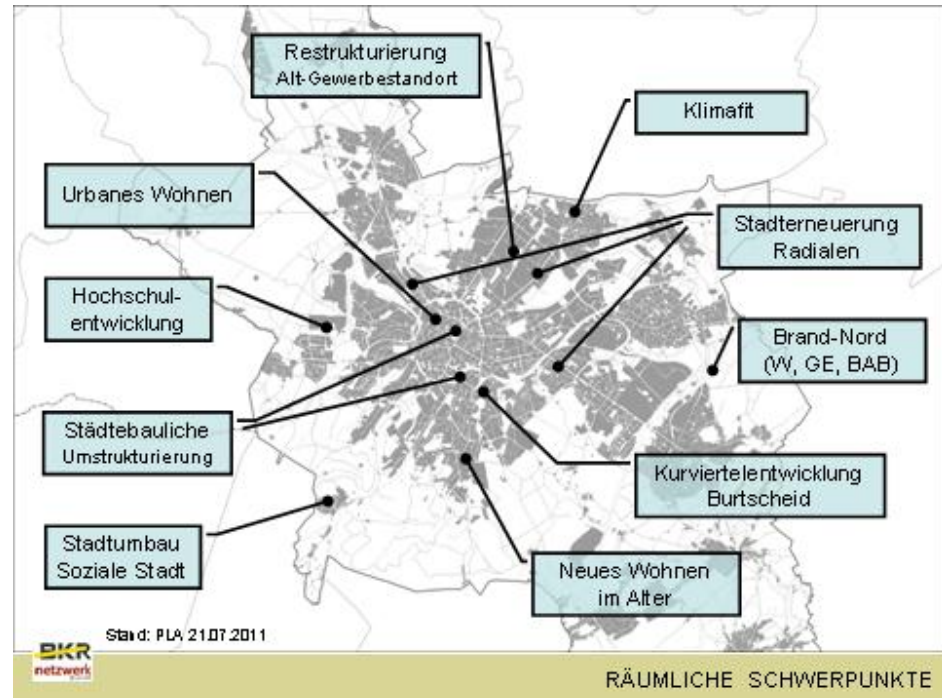 Restrukturierung
Alt-Gewerbestandort
Klimafit
Urbanes Wohnen
Stadterneuerung
Radialen
Hochschul-
entwicklung
Brand-Nord
(W, GE, BAB)
Städtebauliche
Umstrukturierung
Kurviertelentwicklung
Burtscheid
Stadtumbau
Soziale Stadt
Neues Wohnen
im Alter
Stand: PLA 21.07.2011
BKR
netzwerk
RÄUMLICHE SCHWERPUNKTE